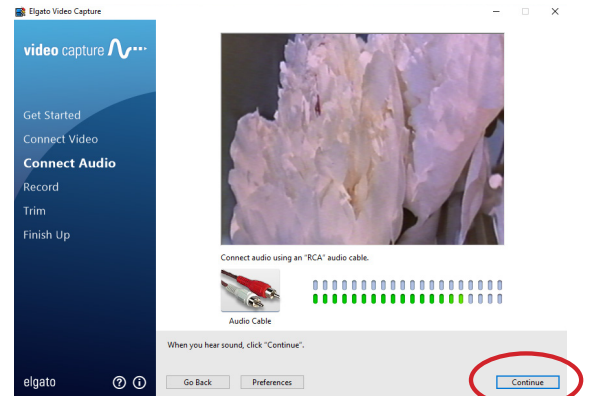 Elgato Video Capture
video capture
Get Started
Connect Video
Connect Audio
Record
Trim
Finish Up
Connect audio using an "RCA" audio cable.
Audio Cable
When you hear sound, click "Continue".
elgato
Go Back
Preferences
Continue